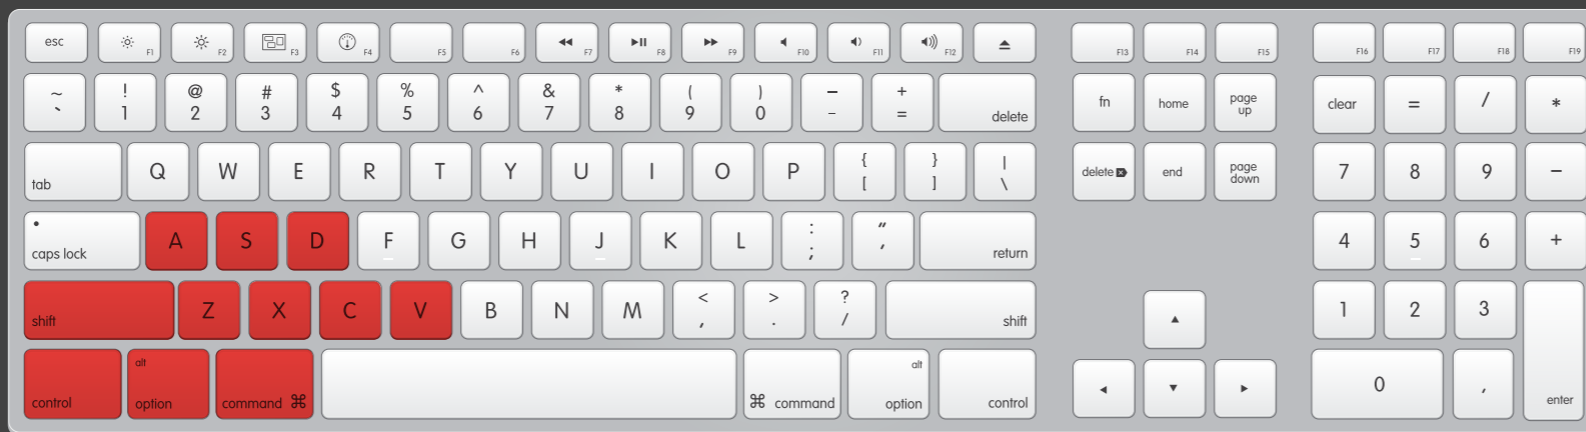 esc F1 F2 F3 F4 F5 F6 F7 F8 F9 F10 F11 F12 F13 F14 F15 F16 F17 F18 F19
~ ! @ # $ % ^ & * ( ) – +
` 1 2 3 4 5 6 7 8 9 0 - = delete fn home page up clear = / *
tab Q W E R T Y U I O P { [ } ] | \ delete end page down 7 8 9 –
caps lock A S D F G H J K L : ; " ' return 4 5 6 +
shift Z X C V B N M < , > . ? / shift 1 2 3
alt alt
control option command ⌘ ⌘ command option control 0 , enter